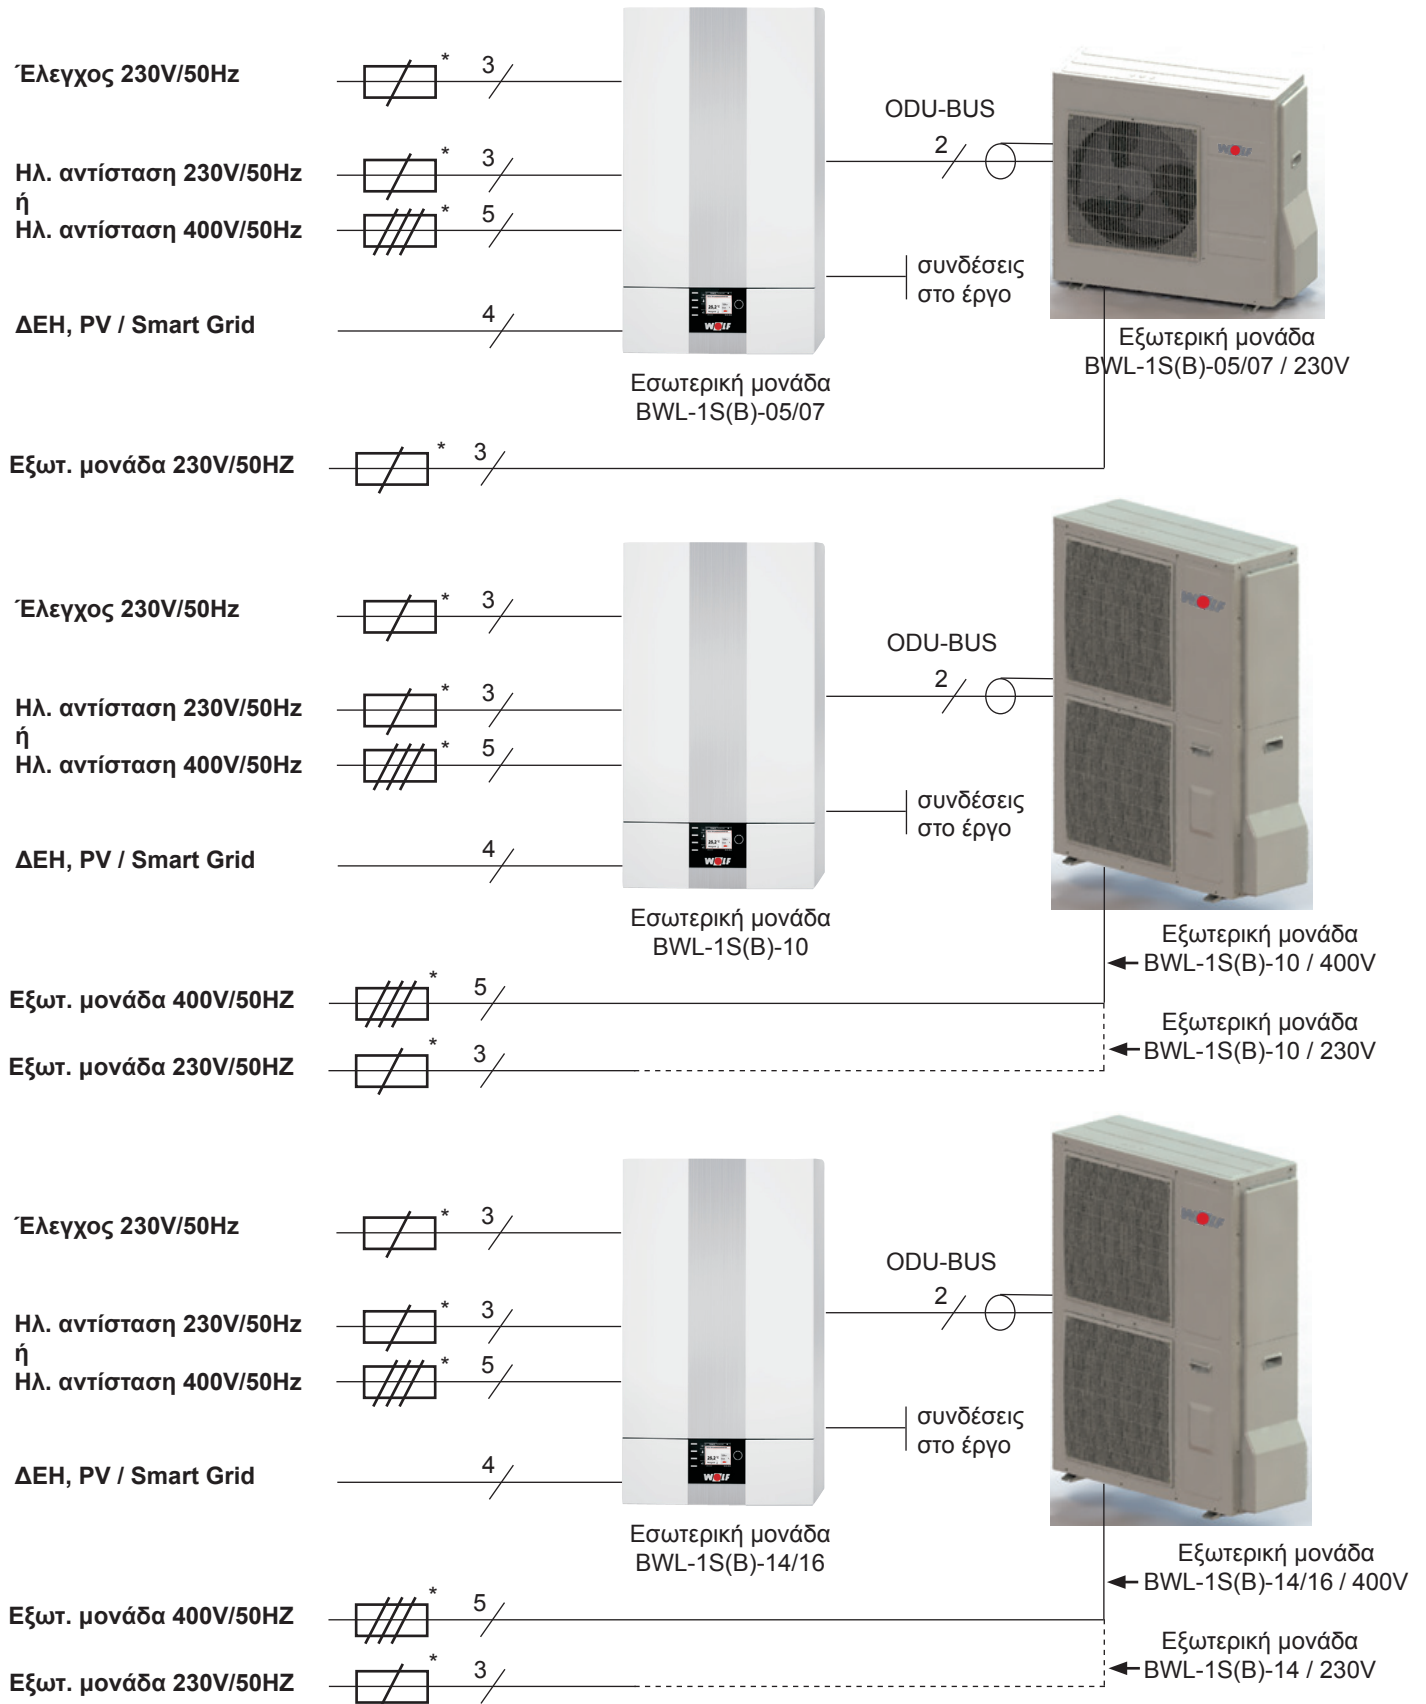 Έλεγχος 230V/50Hz
* 3
ODU-BUS
2
WOLF
Ηλ. αντίσταση 230V/50Hz
* 3
ή
Ηλ. αντίσταση 400V/50Hz
* 5
συνδέσεις
στο έργο
ΔΕΗ, PV / Smart Grid
4
WOLF
Εξωτερική μονάδα
BWL-1S(B)-05/07 / 230V
Εσωτερική μονάδα
BWL-1S(B)-05/07
Εξωτ. μονάδα 230V/50HZ
* 3
Έλεγχος 230V/50Hz
* 3
ODU-BUS
2
WOLF
Ηλ. αντίσταση 230V/50Hz
* 3
ή
Ηλ. αντίσταση 400V/50Hz
* 5
συνδέσεις
στο έργο
ΔΕΗ, PV / Smart Grid
4
WOLF
Εσωτερική μονάδα
BWL-1S(B)-10
Εξωτερική μονάδα
BWL-1S(B)-10 / 400V
Εξωτ. μονάδα 400V/50HZ
* 5
Εξωτερική μονάδα
BWL-1S(B)-10 / 230V
Εξωτ. μονάδα 230V/50HZ
* 3
Έλεγχος 230V/50Hz
* 3
ODU-BUS
2
WOLF
Ηλ. αντίσταση 230V/50Hz
* 3
ή
Ηλ. αντίσταση 400V/50Hz
* 5
συνδέσεις
στο έργο
ΔΕΗ, PV / Smart Grid
4
WOLF
Εσωτερική μονάδα
BWL-1S(B)-14/16
Εξωτερική μονάδα
BWL-1S(B)-14/16 / 400V
Εξωτ. μονάδα 400V/50HZ
* 5
Εξωτερική μονάδα
BWL-1S(B)-14 / 230V
Εξωτ. μονάδα 230V/50HZ
* 3